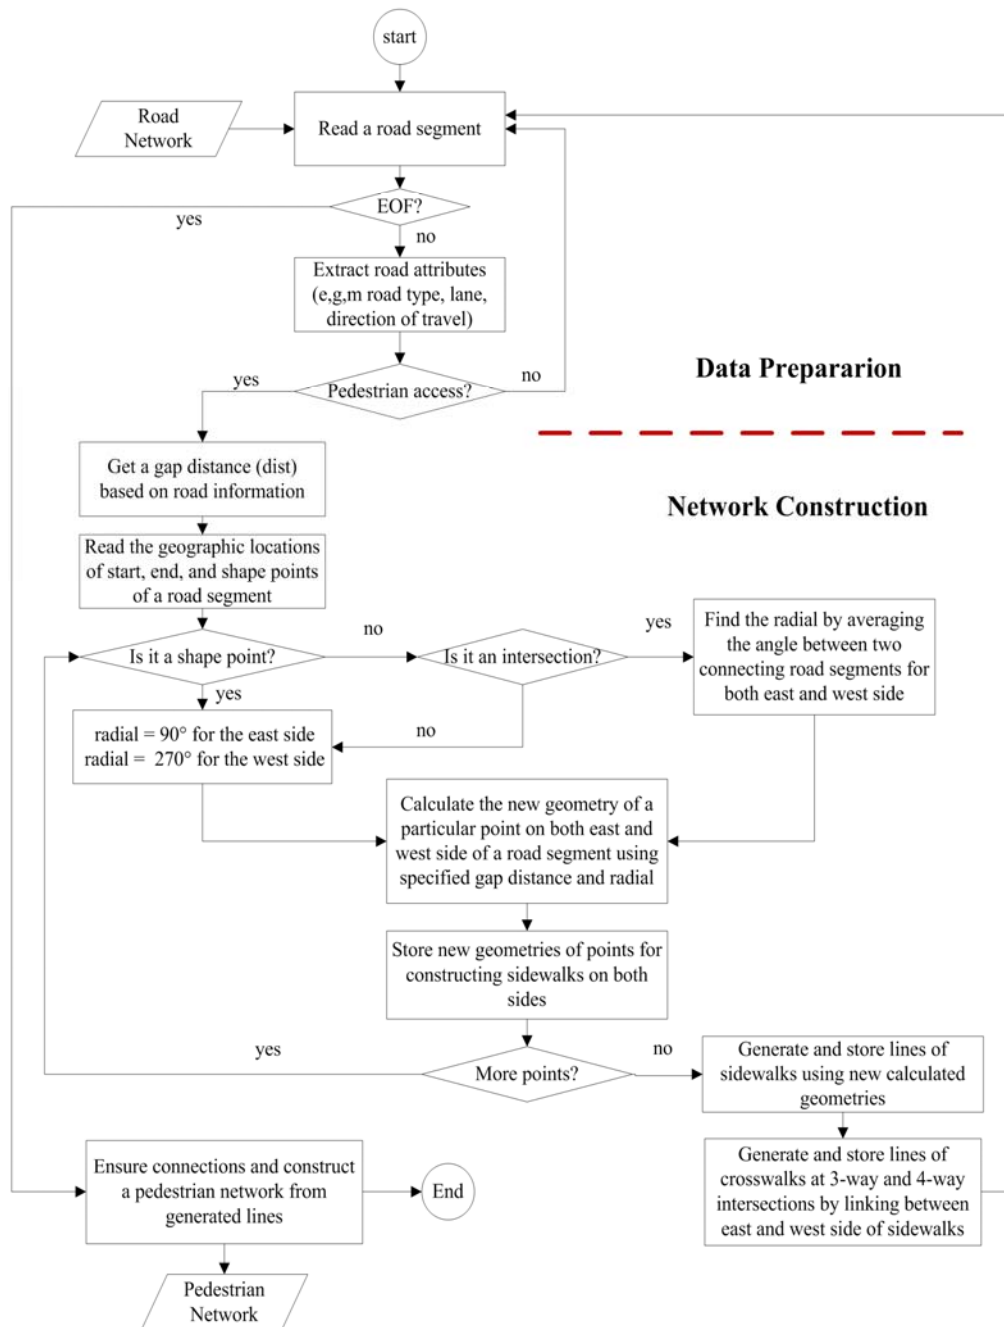 start
Road
Network
Read a road segment
EOF?
yes
no
Extract road attributes
(e,g,m road type, lane,
direction of travel)
Pedestrian access?
yes
no
Data Prepararion
Get a gap distance (dist)
based on road information
Network Construction
Read the geographic locations
of start, end, and shape points
of a road segment
Is it a shape point?
no
yes
Is it an intersection?
yes
no
Find the radial by averaging
the angle between two
connecting road segments for
both east and west side
radial = 90° for the east side
radial = 270° for the west side
Calculate the new geometry of a
particular point on both east and
west side of a road segment using
specified gap distance and radial
Store new geometries of points for
constructing sidewalks on both
sides
More points?
yes
no
Generate and store lines of
sidewalks using new calculated
geometries
Generate and store lines of
crosswalks at 3-way and 4-way
intersections by linking between
east and west side of sidewalks
Ensure connections and construct
a pedestrian network from
generated lines
End
Pedestrian
Network